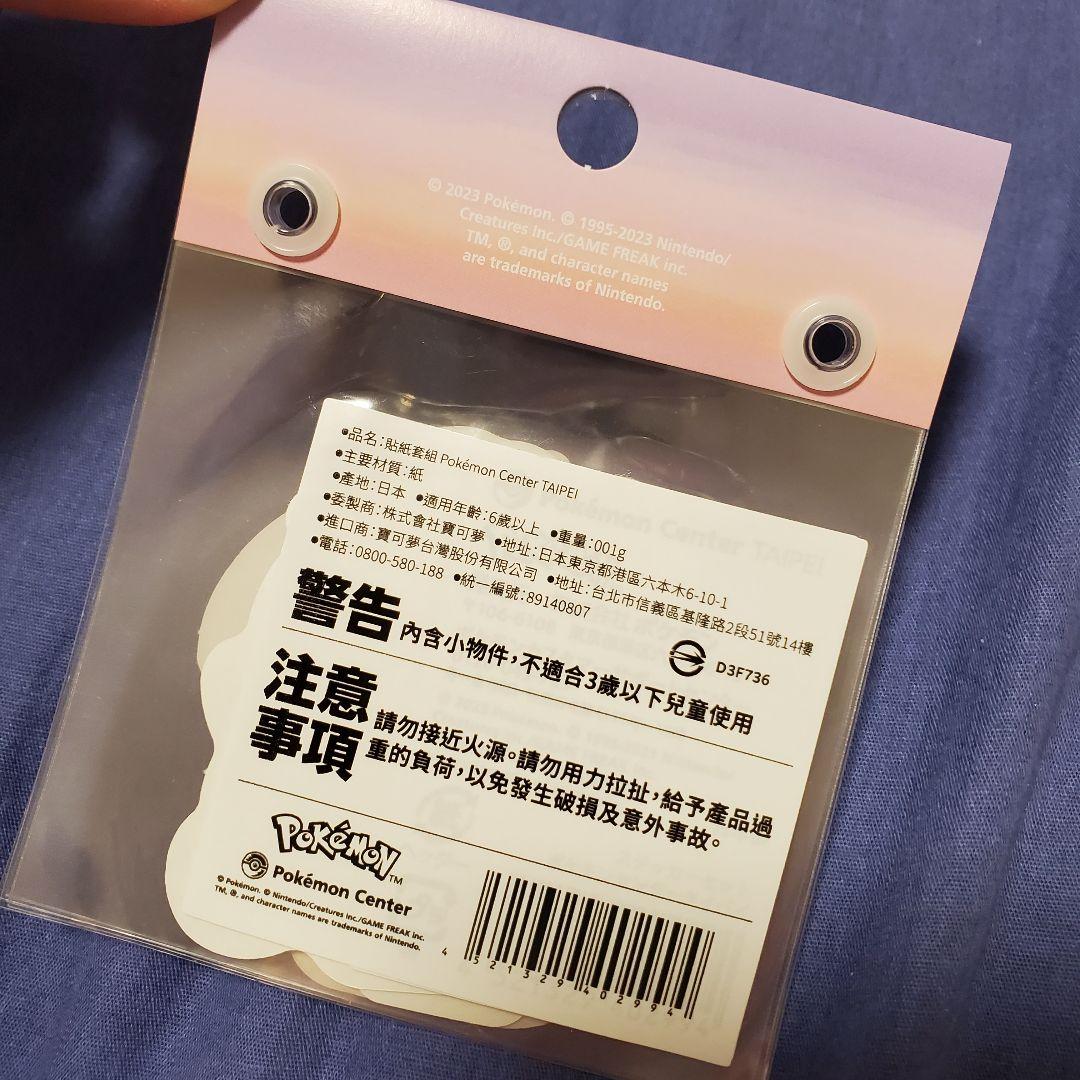 © 2023 Pokémon. © 1995-2023 Nintendo/
Creatures Inc./GAME FREAK inc.
TM, ®, and character names
are trademarks of Nintendo.
•品名:貼紙套組 Pokémon Center TAIPEI
•主要材質:紙
•產地:日本 •適用年齡:6歲以上 •重量:001g
•委製商:株式會社寶可夢 •地址:日本東京都港區六本木6-10-1
•進口商:寶可夢台灣股份有限公司 •地址:台北市信義區基隆路2段51號14樓
•電話:0800-580-188 •統一編號:89140807
D3F736
警告 內含小物件,不適合3歲以下兒童使用
注意
事項
請勿接近火源。請勿用力拉扯,給予產品過
重的負荷,以免發生破損及意外事故。
POKéMON TM
Pokémon Center
© Pokémon. © Nintendo/Creatures Inc./GAME FREAK inc.
TM, ®, and character names are trademarks of Nintendo.
4 521329 402994